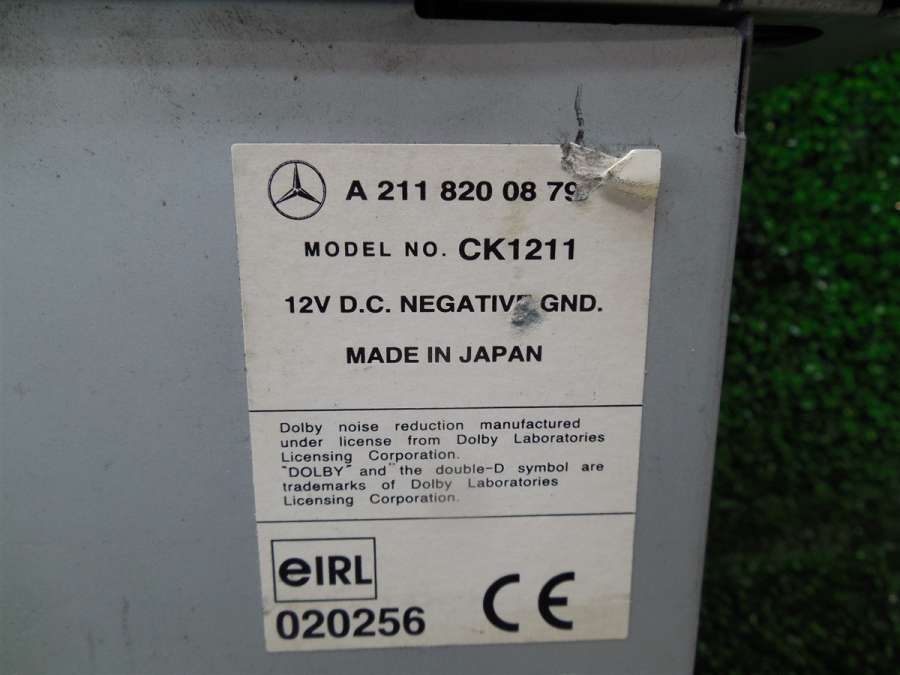 A 211 820 08 79
MODEL NO. CK1211
12V D.C. NEGATIVE GND.
MADE IN JAPAN
Dolby noise reduction manufactured
under license from Dolby Laboratories
Licensing Corporation.
"DOLBY" and the double-D symbol are
trademarks of Dolby Laboratories
Licensing Corporation.
eIRL
020256 CE